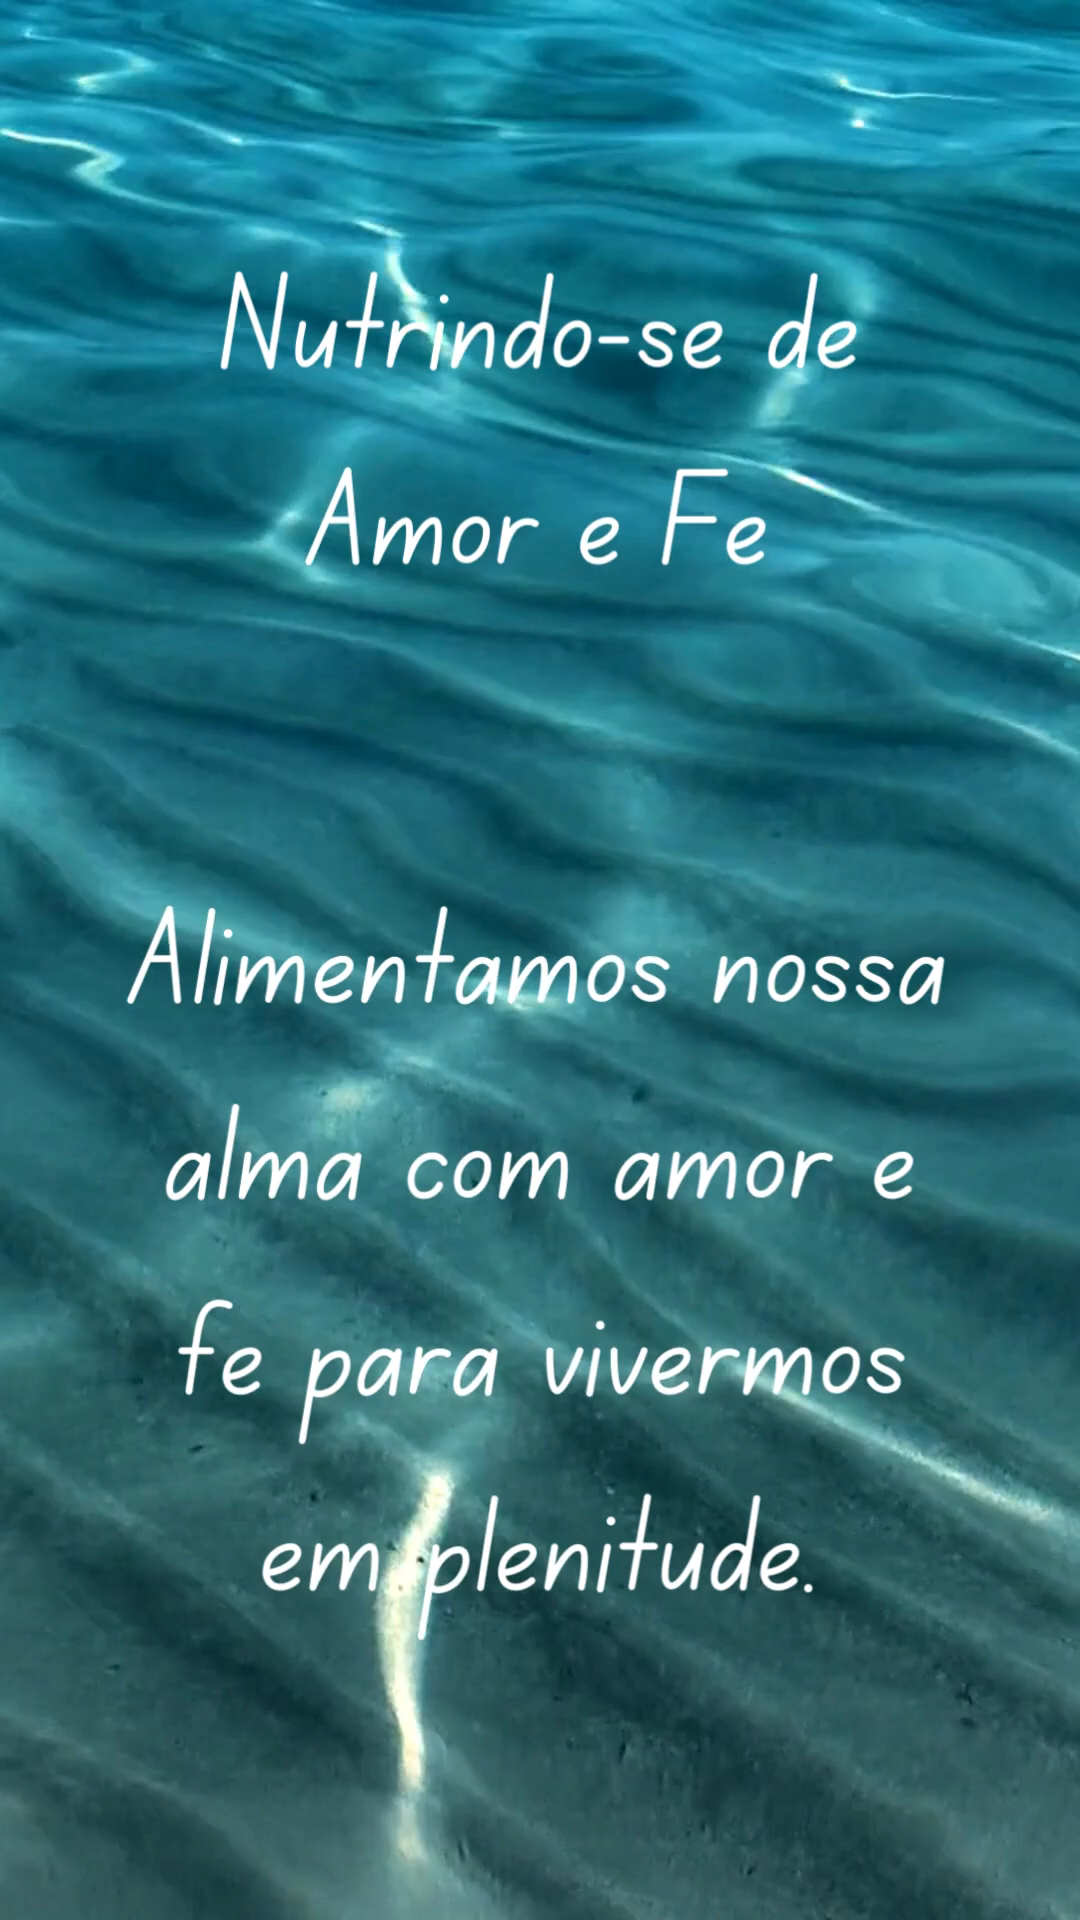 Nutrindo-se de
Amor e Fe
Alimentamos nossa
alma com amor e
fe para vivermos
em plenitude.